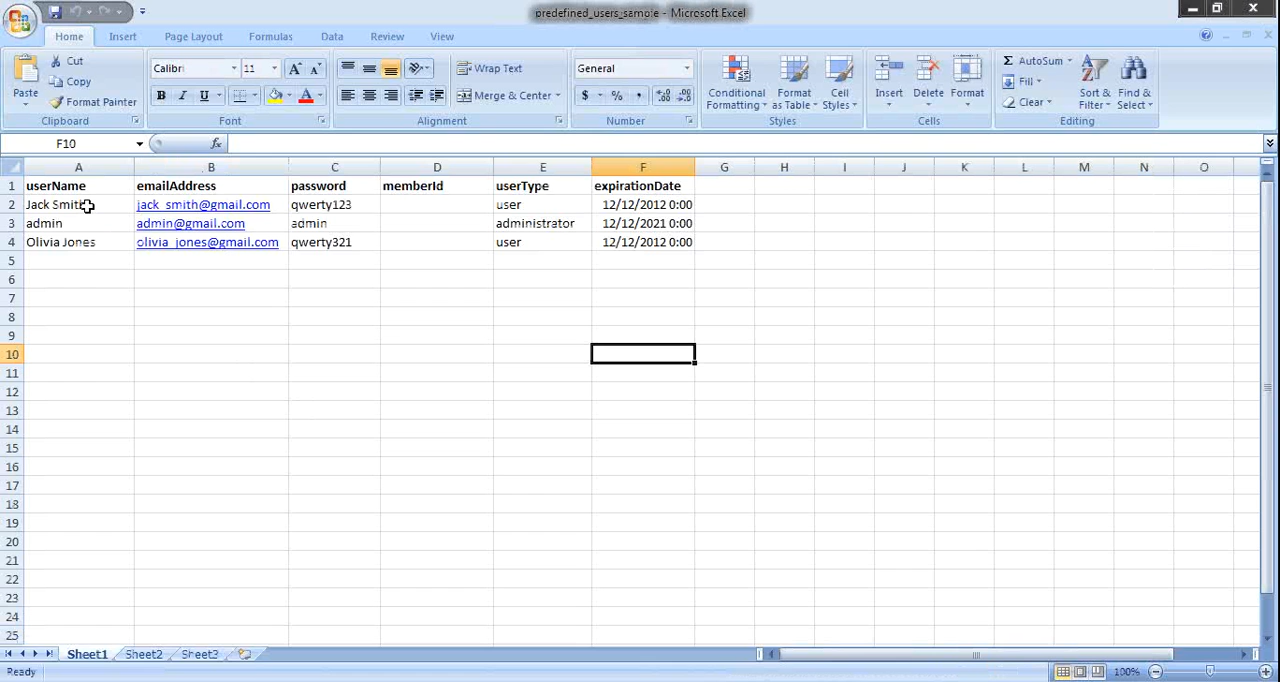 predefined_users_sample - Microsoft Excel
Home Insert Page Layout Formulas Data Review View
Paste Cut Copy Format Painter
Clipboard
Calibri 11
B I U A
Font
Wrap Text
Merge & Center
Alignment
General
$ % ,
Number
Conditional Formatting Format as Table Cell Styles
Styles
Insert Delete Format
Cells
Σ AutoSum Fill Clear
Sort & Filter Find & Select
Editing
F10 fx
A B C D E F G H I J K L M N O
1 userName emailAddress password memberId userType expirationDate
2 Jack Smith jack_smith@gmail.com qwerty123 user 12/12/2012 0:00
3 admin admin@gmail.com admin administrator 12/12/2021 0:00
4 Olivia Jones olivia_jones@gmail.com qwerty321 user 12/12/2012 0:00
5
6
7
8
9
10
11
12
13
14
15
16
17
18
19
20
21
22
23
24
25
Sheet1 Sheet2 Sheet3
Ready 100%